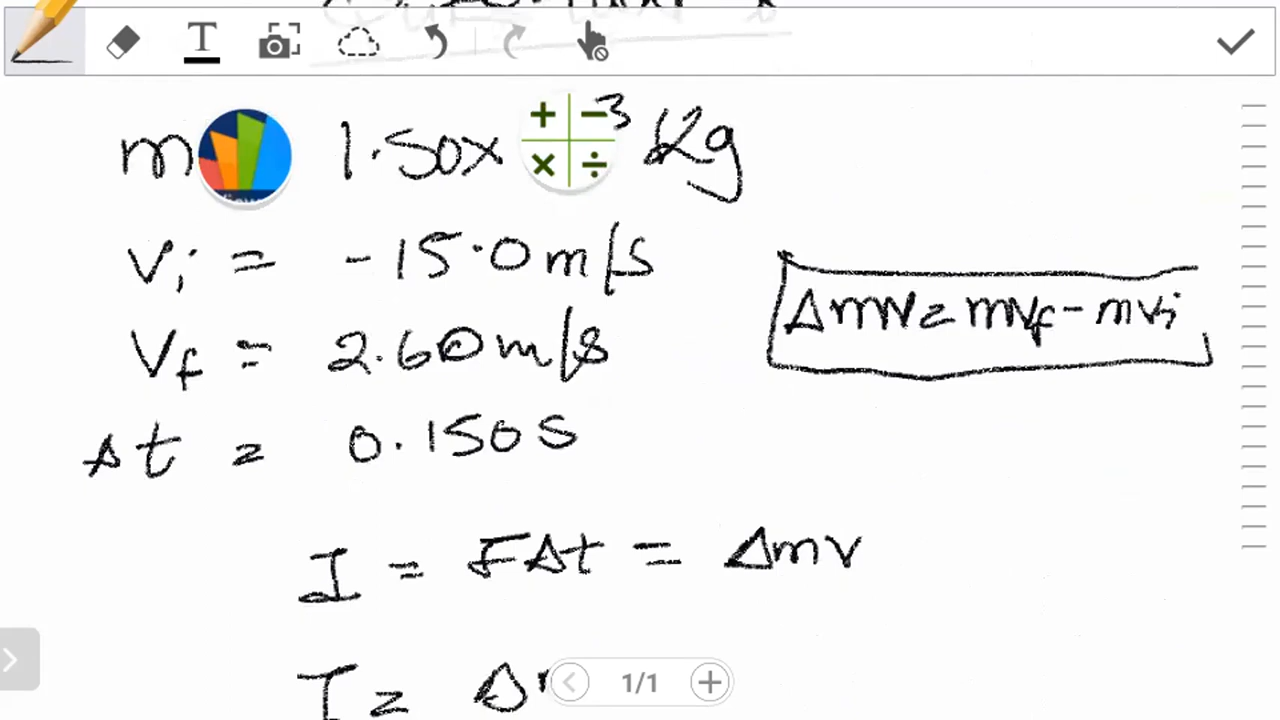 m 1.50x 3 Kg
Vi = -15.0 m/s
Vf = 2.60 m/s
Δmv = mvf - mvi
Δt = 0.150 s
I = FΔt = Δmv
I = Δ
1/1